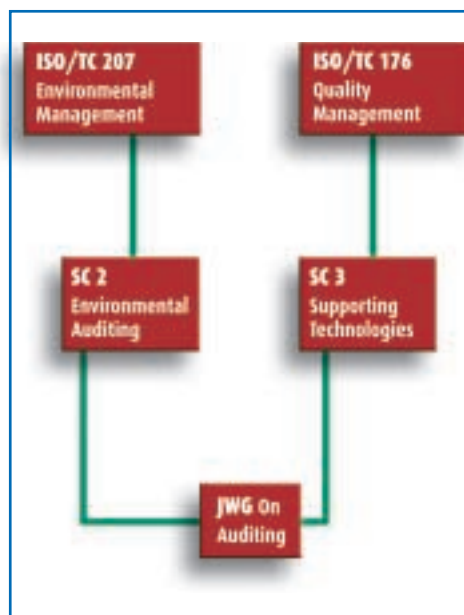 ISO/TC 207
Environmental
Management
ISO/TC 176
Quality
Management
SC 2
Environmental
Auditing
SC 3
Supporting
Technologies
JWG On
Auditing